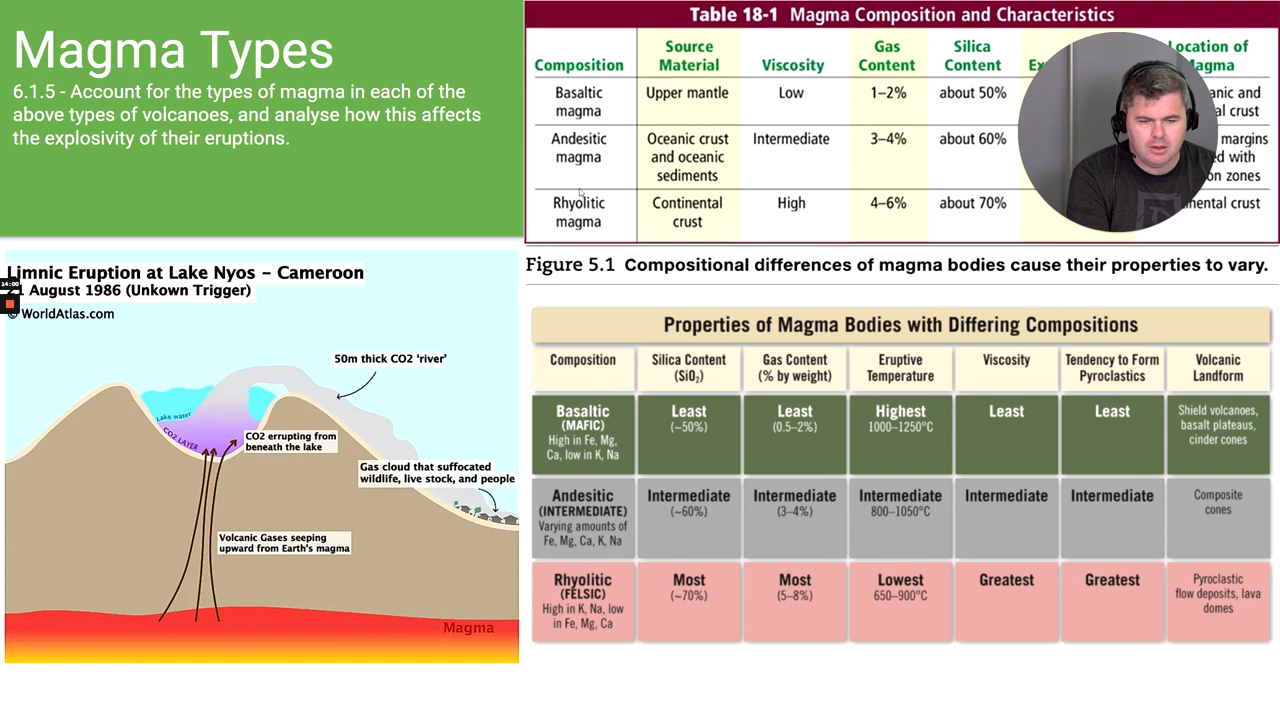 Magma Types
6.1.5 - Account for the types of magma in each of the
above types of volcanoes, and analyse how this affects
the explosivity of their eruptions.
Table 18-1 Magma Composition and Characteristics
Composition
Source
Material
Viscosity
Gas
Content
Silica
Content
Location of
Basaltic
magma
Upper mantle
Low
1–2%
about 50%
and
crust
Andesitic
magma
Oceanic crust
and oceanic
sediments
Intermediate
3–4%
about 60%
margins
with
zones
Rhyolitic
magma
Continental
crust
High
4–6%
about 70%
crust
Limnic Eruption at Lake Nyos – Cameroon
August 1986 (Unkown Trigger)
14:00
© WorldAtlas.com
50m thick CO2 ‘river’
Lake water
CO2 LAYER
CO2 errupting from
beneath the lake
Gas cloud that suffocated
wildlife, live stock, and people
Volcanic Gases seeping
upward from Earth’s magma
Magma
Figure 5.1 Compositional differences of magma bodies cause their properties to vary.
Properties of Magma Bodies with Differing Compositions
Composition
Silica Content
(SiO₂)
Gas Content
(% by weight)
Eruptive
Temperature
Viscosity
Tendency to Form
Pyroclastics
Volcanic
Landform
Basaltic
(MAFIC)
High in Fe, Mg,
Ca, low in K, Na
Least
(~50%)
Least
(0.5–2%)
Highest
1000–1250°C
Least
Least
Shield volcanoes,
basalt plateaus,
cinder cones
Andesitic
(INTERMEDIATE)
Varying amounts of
Fe, Mg, Ca, K, Na
Intermediate
(~60%)
Intermediate
(3–4%)
Intermediate
800–1050°C
Intermediate
Intermediate
Composite
cones
Rhyolitic
(FELSIC)
High in K, Na, low
in Fe, Mg, Ca
Most
(~70%)
Most
(5–8%)
Lowest
650–900°C
Greatest
Greatest
Pyroclastic
flow deposits, lava
domes